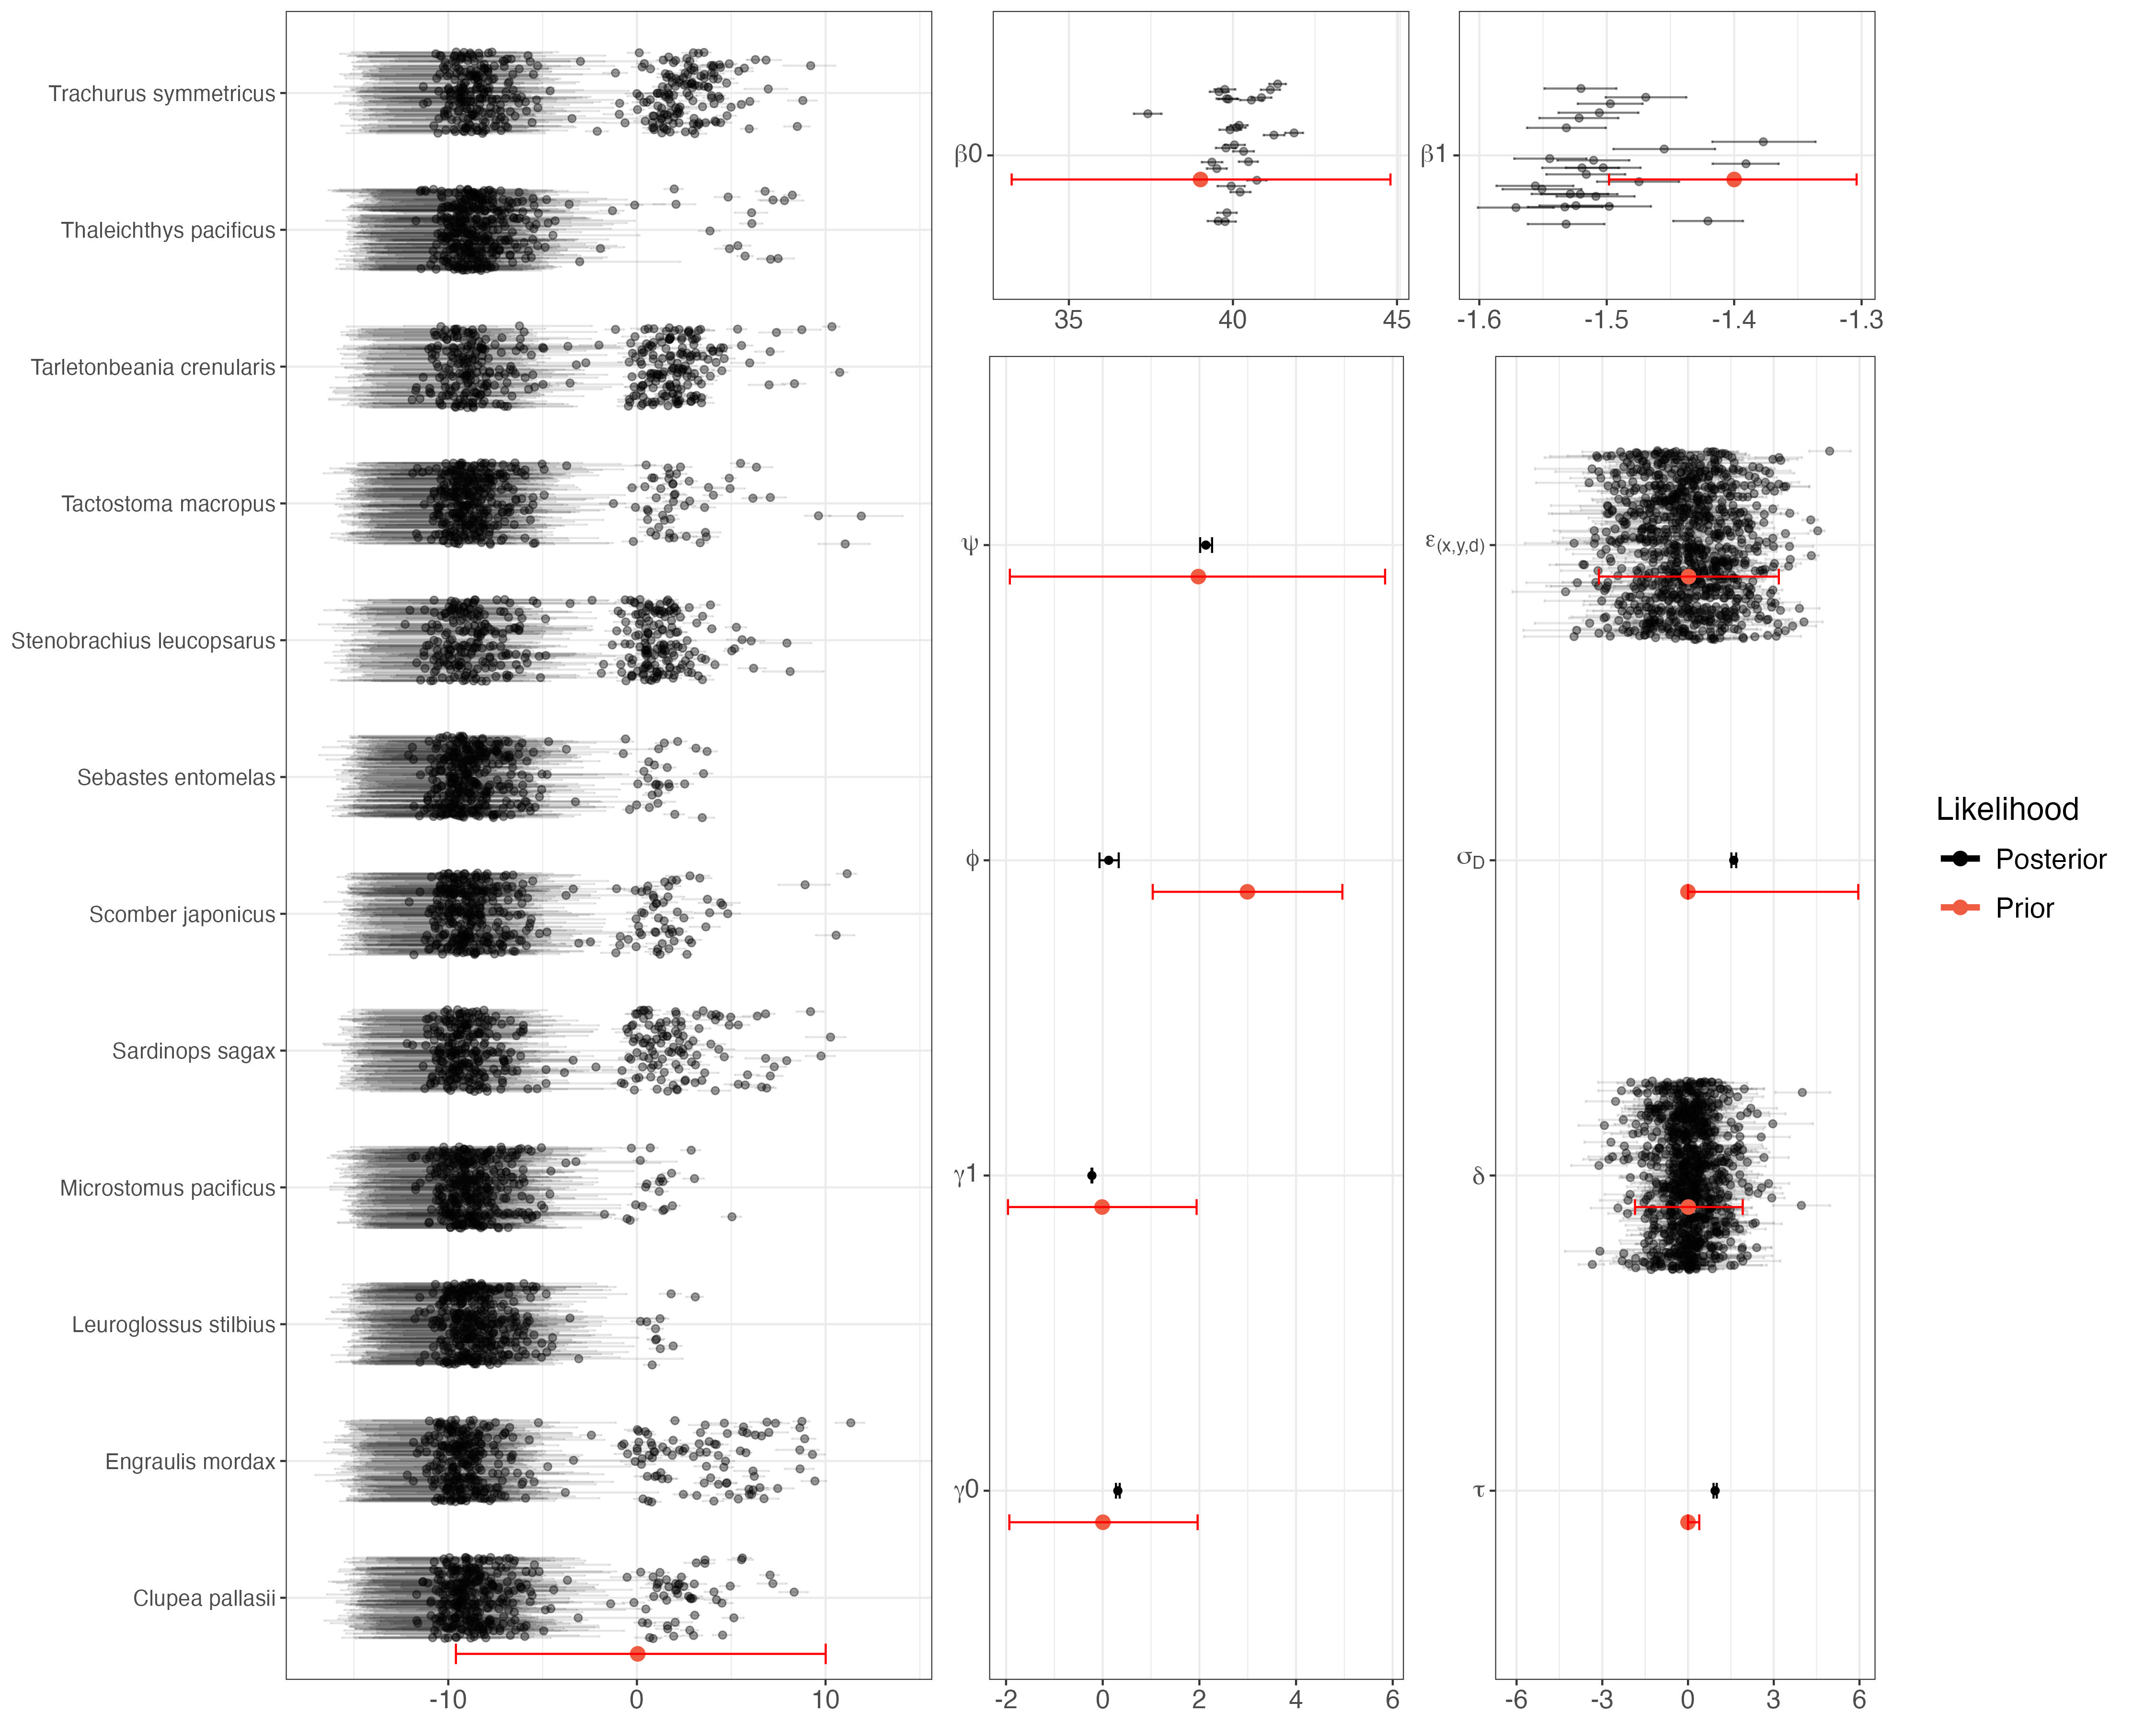 Trachurus symmetricus
Thaleichthys pacificus
Tarletonbeania crenularis
Tactostoma macropus
Stenobrachius leucopsarus
Sebastes entomelas
Scomber japonicus
Sardinops sagax
Microstomus pacificus
Leuroglossus stilbius
Engraulis mordax
Clupea pallasii
-10 0 10
β0
35 40 45
β1
-1.6 -1.5 -1.4 -1.3
ψ
ϕ
γ1
γ0
-2 0 2 4 6
ε(x,y,d)
σD
δ
τ
-6 -3 0 3 6
Likelihood
Posterior
Prior